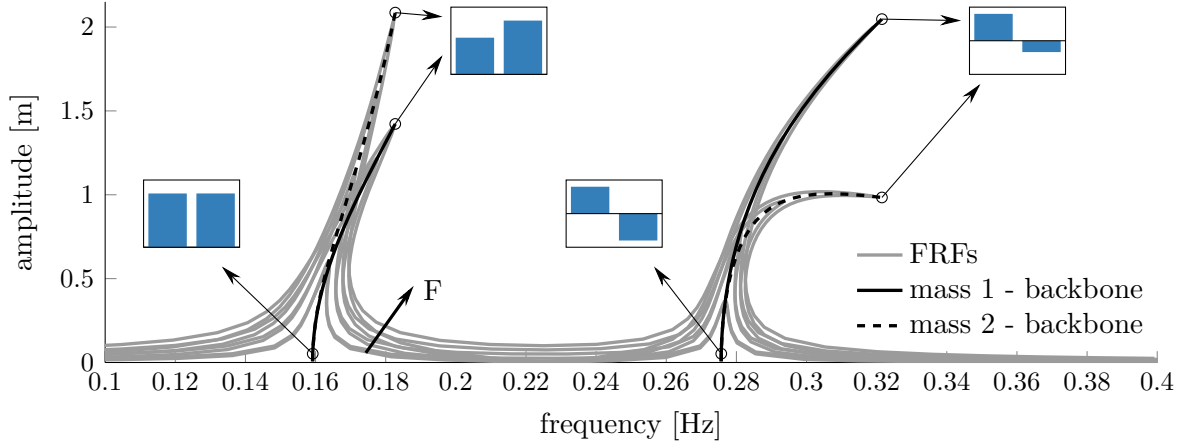 2
1.5
1
0.5
0
amplitude [m]
F
FRFs
mass 1 - backbone
mass 2 - backbone
0.1 0.12 0.14 0.16 0.18 0.2 0.22 0.24 0.26 0.28 0.3 0.32 0.34 0.36 0.38 0.4
frequency [Hz]